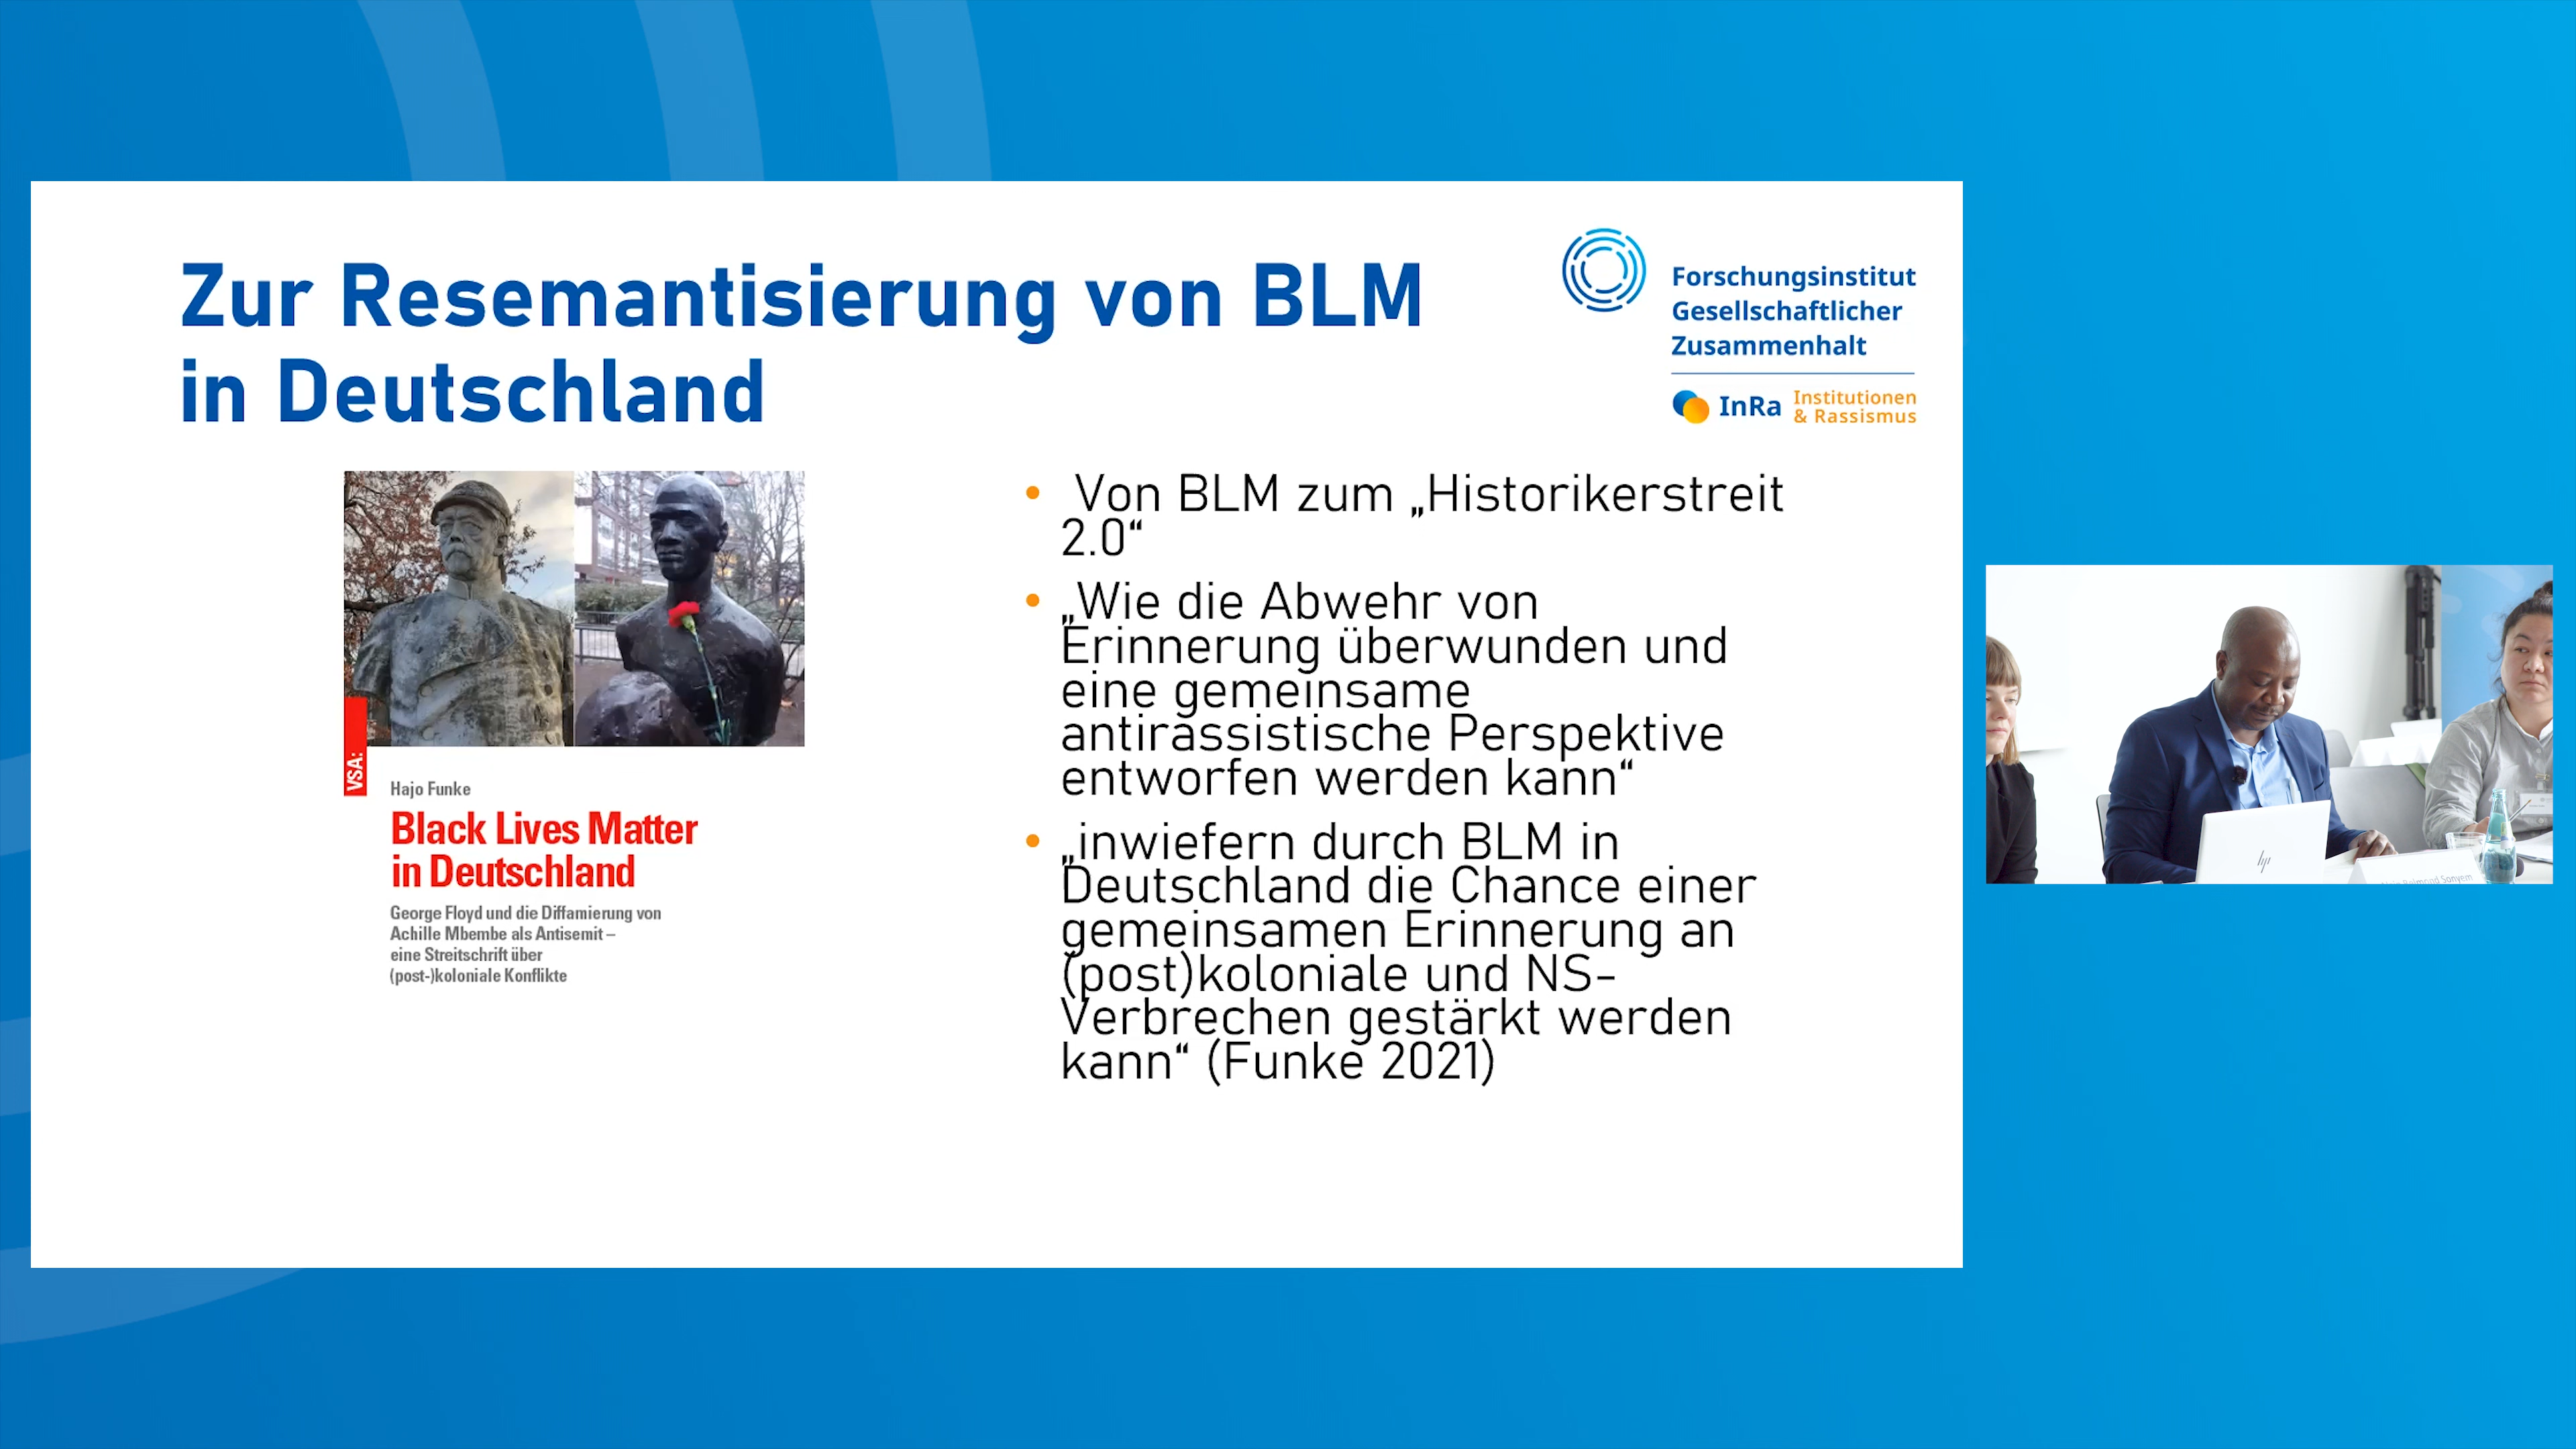 Zur Resemantisierung von BLM
in Deutschland
Forschungsinstitut
Gesellschaftlicher
Zusammenhalt
InRa Institutionen
& Rassismus
VSA:
Hajo Funke
Black Lives Matter
in Deutschland
George Floyd und die Diffamierung von
Achille Mbembe als Antisemit –
eine Streitschrift über
(post-)koloniale Konflikte
• Von BLM zum „Historikerstreit
2.0“
• „Wie die Abwehr von
Erinnerung überwunden und
eine gemeinsame
antirassistische Perspektive
entworfen werden kann“
• „inwiefern durch BLM in
Deutschland die Chance einer
gemeinsamen Erinnerung an
(post)koloniale und NS-
Verbrechen gestärkt werden
kann“ (Funke 2021)
hp